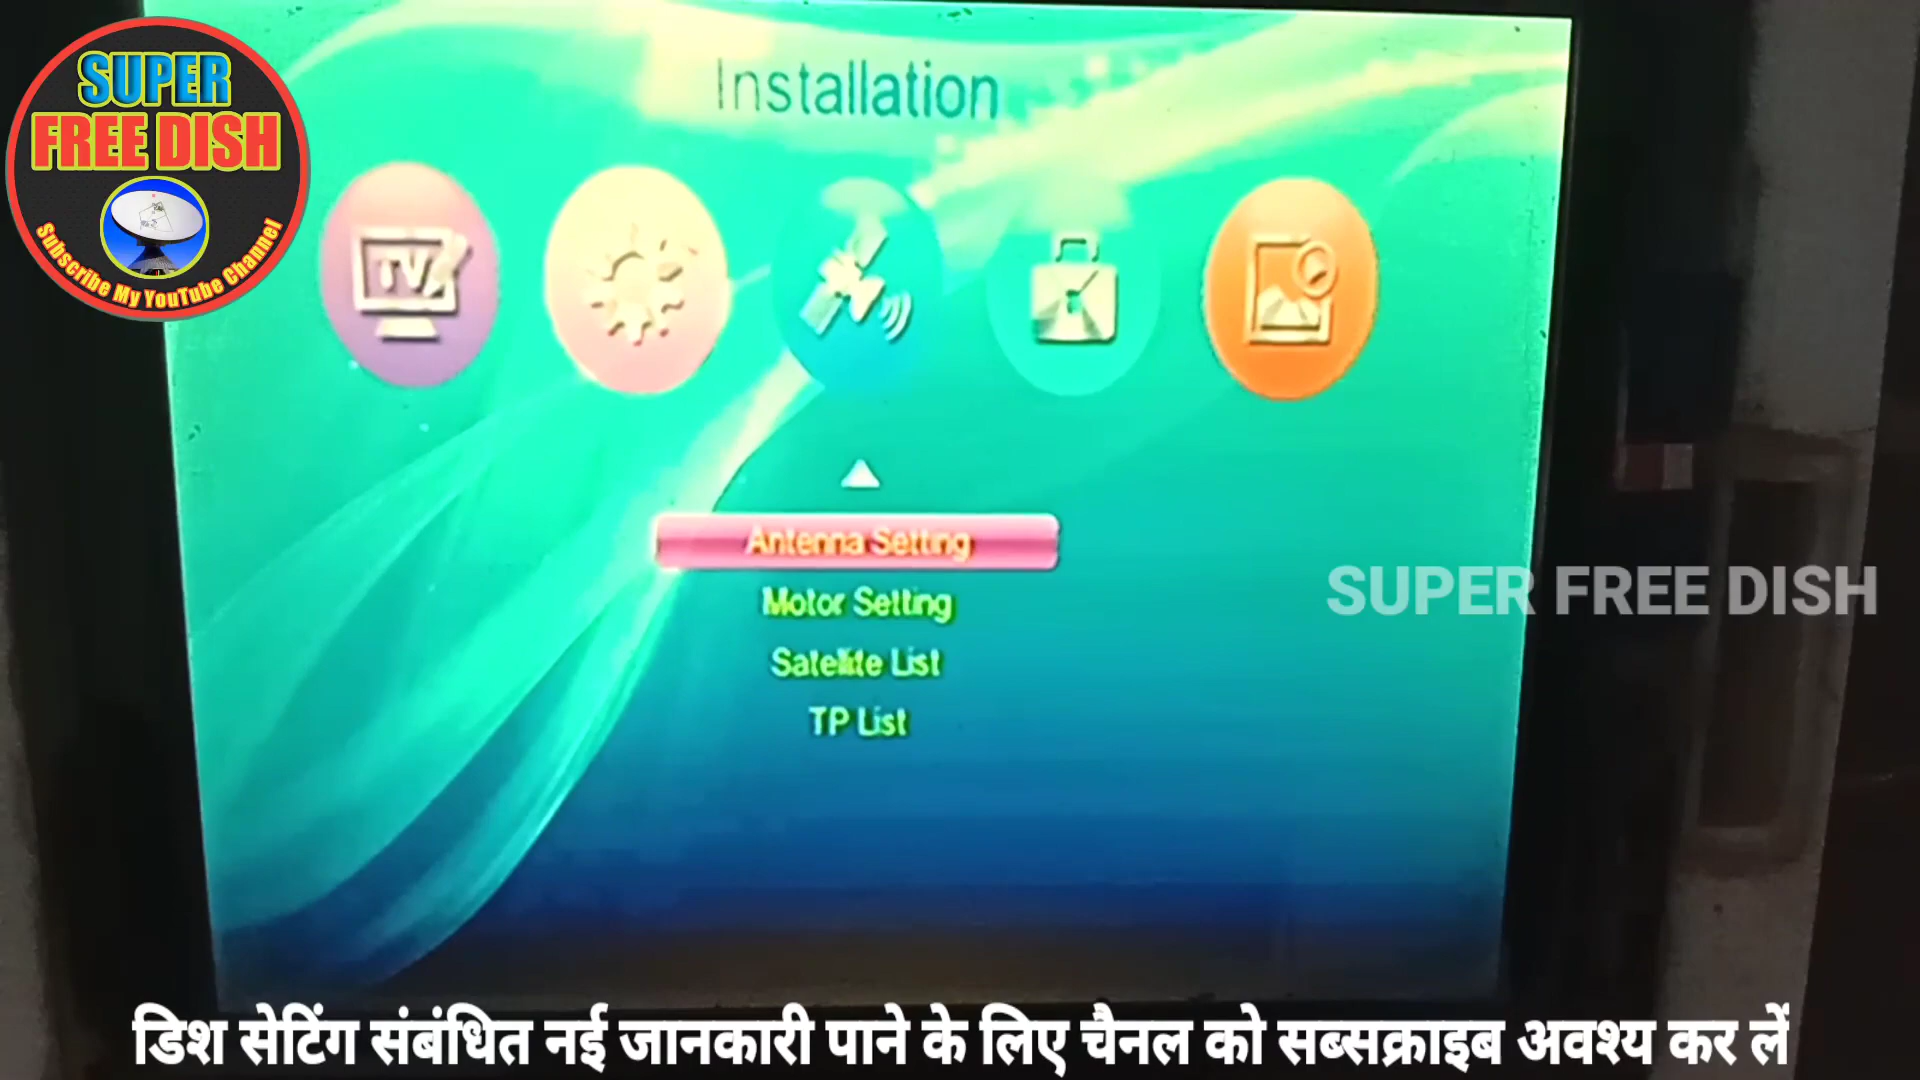 SUPER
FREE DISH
Subscribe My YouTube Channel
Installation
TV
Antenna Setting
Motor Setting
Satellite List
TP List
SUPER FREE DISH
डिश सेटिंग संबंधित नई जानकारी पाने के लिए चैनल को सब्सक्राइब अवश्य कर लें